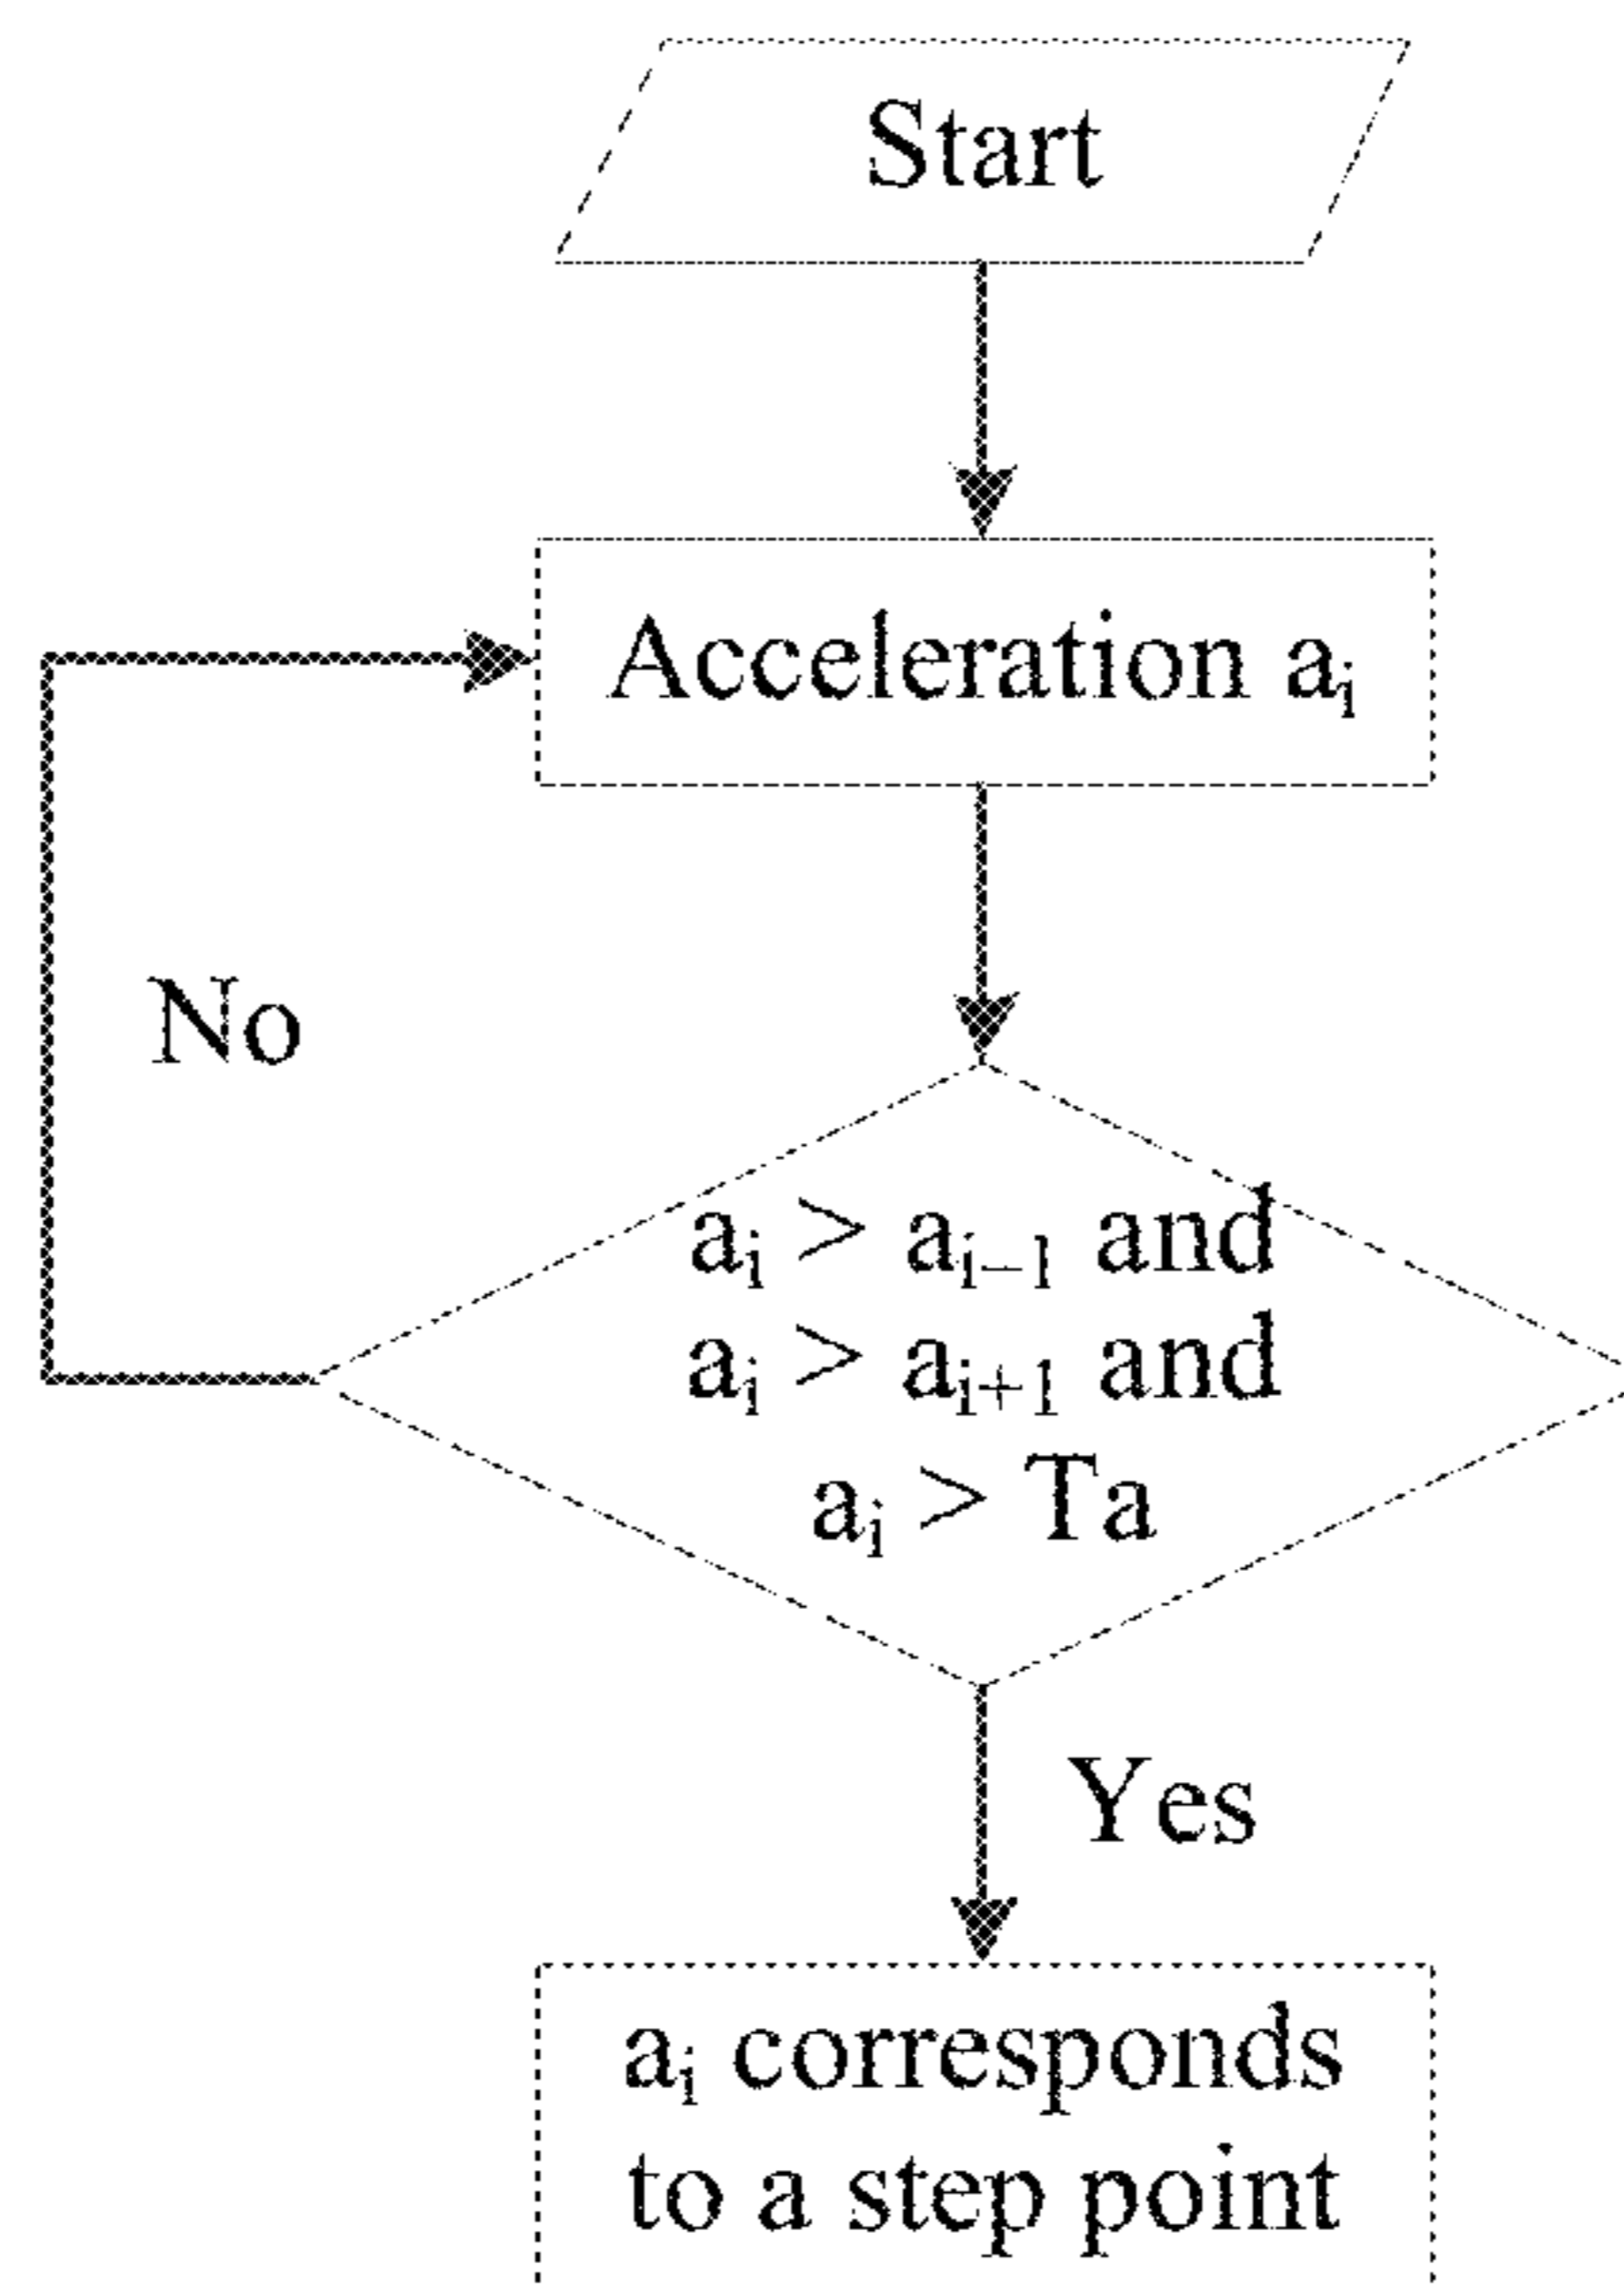 Start
Acceleration aᵢ
No
aᵢ > aᵢ₋₁ and
aᵢ > aᵢ₊₁ and
aᵢ > Ta
Yes
aᵢ corresponds
to a step point